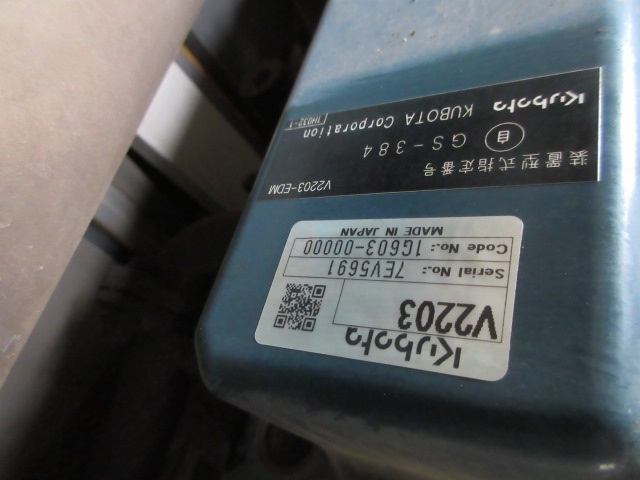 Kubota
V2203
Serial No.: 7EV5691
Code No.: 1G603-00000
MADE IN JAPAN
V2203-EDM
装置型式指定番号
自 GS-384
KUBOTA Corporation
Kubota 1H032-1